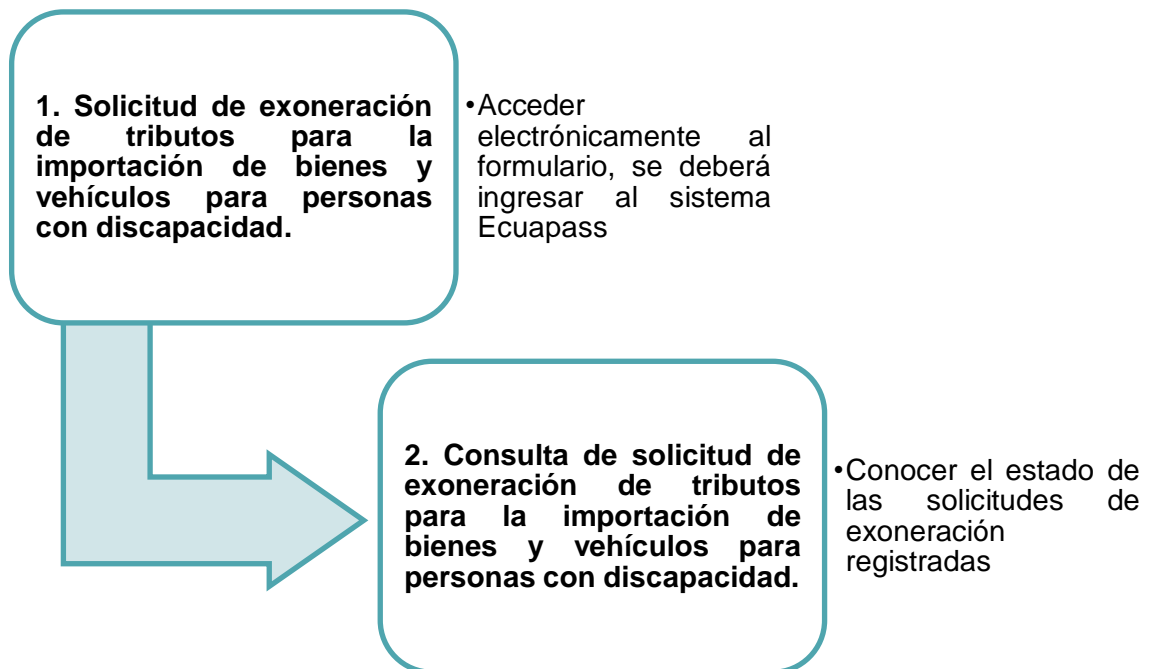 1. Solicitud de exoneración
de tributos para la
importación de bienes y
vehículos para personas
con discapacidad.
•Acceder
electrónicamente al
formulario, se deberá
ingresar al sistema
Ecuapass
2. Consulta de solicitud de
exoneración de tributos
para la importación de
bienes y vehículos para
personas con discapacidad.
•Conocer el estado de
las solicitudes de
exoneración
registradas